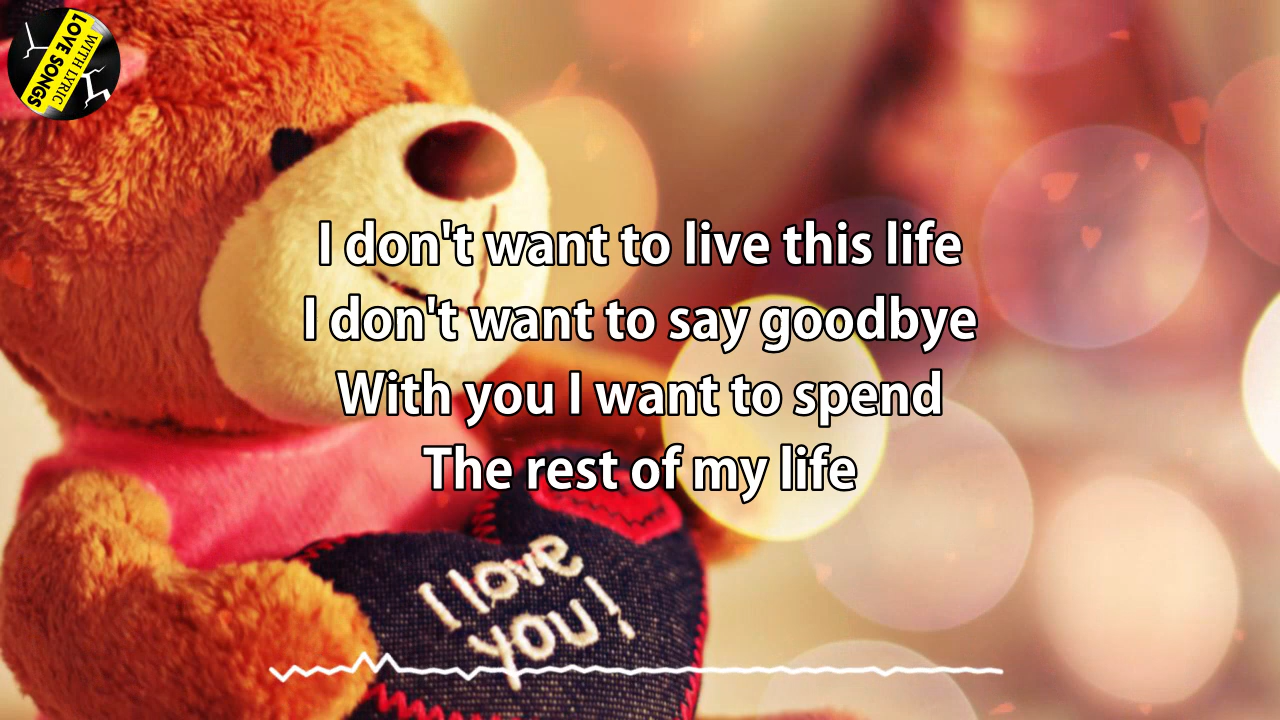 LOVE SONGS
WITH LYRIC
I don't want to live this life
I don't want to say goodbye
With you I want to spend
The rest of my life
I love
you!